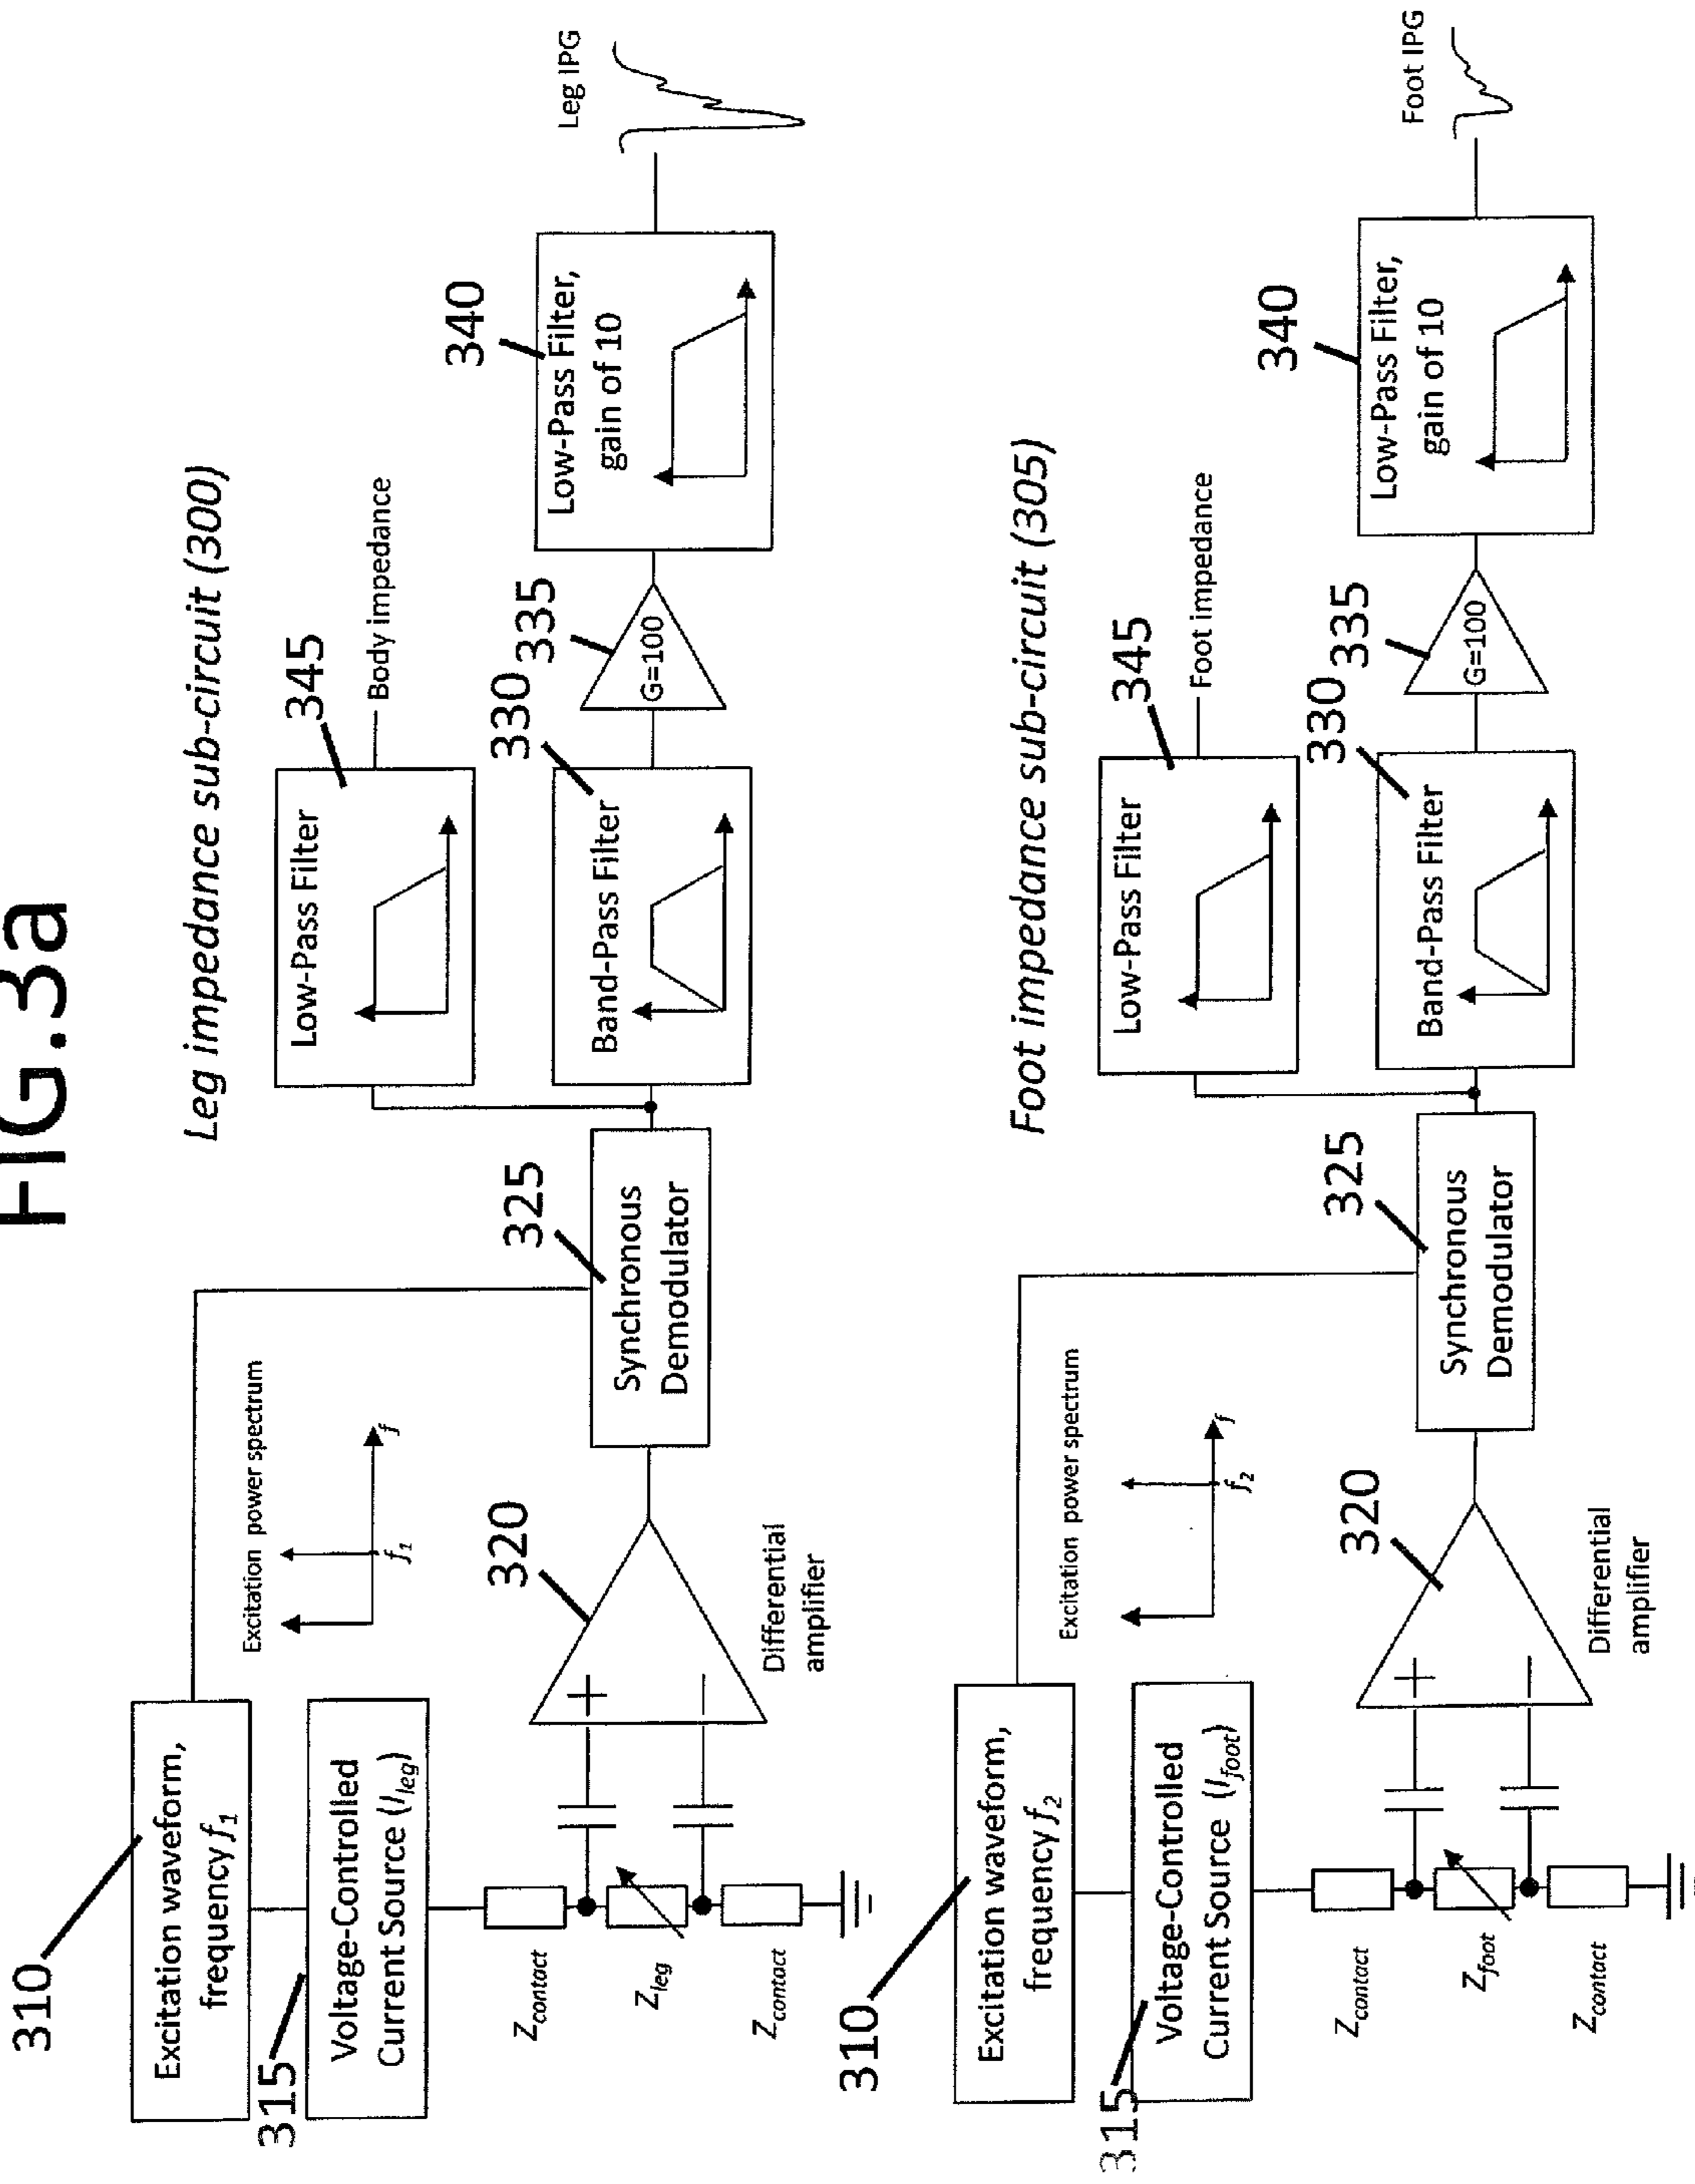 FIG.3a
Leg impedance sub-circuit (300)
310
Excitation waveform,
frequency f1
315
Voltage-Controlled
Current Source (Ileg)
Excitation power spectrum
f1
f
Zcontact
Zleg
Zcontact
320
+
−
Differential
amplifier
325
Synchronous
Demodulator
345
Low-Pass Filter
Body impedance
330
Band-Pass Filter
335
G=100
340
Low-Pass Filter,
gain of 10
Leg IPG
Foot impedance sub-circuit (305)
310
Excitation waveform,
frequency f2
315
Voltage-Controlled
Current Source (Ifoot)
Excitation power spectrum
f2
f
Zcontact
Zfoot
Zcontact
320
+
−
Differential
amplifier
325
Synchronous
Demodulator
345
Low-Pass Filter
Foot impedance
330
Band-Pass Filter
335
G=100
340
Low-Pass Filter,
gain of 10
Foot IPG